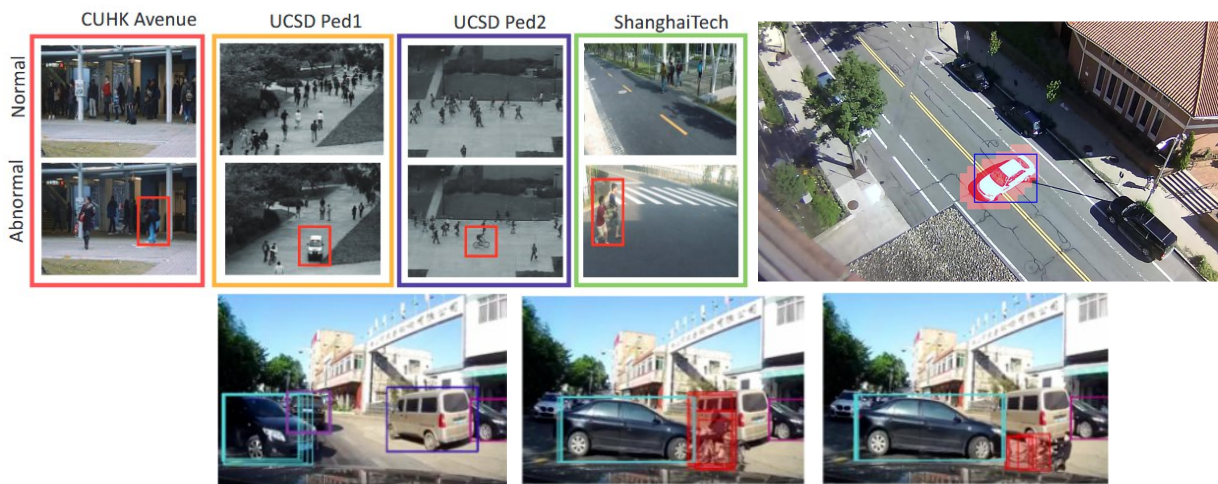 CUHK Avenue
UCSD Ped1
UCSD Ped2
ShanghaiTech
Normal
Abnormal